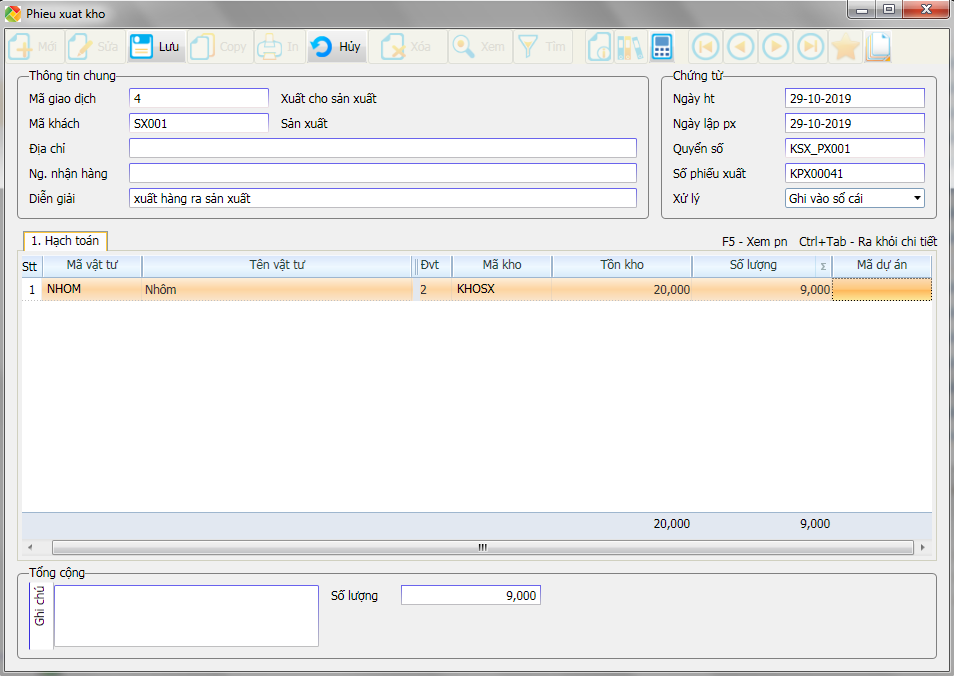 Phieu xuat kho
Mới Sửa Lưu Copy In Hủy Xóa Xem Tìm
Thông tin chung
Mã giao dịch 4 Xuất cho sản xuất
Mã khách SX001 Sản xuất
Địa chỉ
Ng. nhận hàng
Diễn giải xuất hàng ra sản xuất
Chứng từ
Ngày ht 29-10-2019
Ngày lập px 29-10-2019
Quyển số KSX_PX001
Số phiếu xuất KPX00041
Xử lý Ghi vào sổ cái
1. Hạch toán F5 - Xem pn Ctrl+Tab - Ra khỏi chi tiết
Stt Mã vật tư Tên vật tư Đvt Mã kho Tồn kho Số lượng Σ Mã dự án
1 NHOM Nhôm 2 KHOSX 20,000 9,000
20,000 9,000
Tổng cộng
Ghi chú
Số lượng 9,000